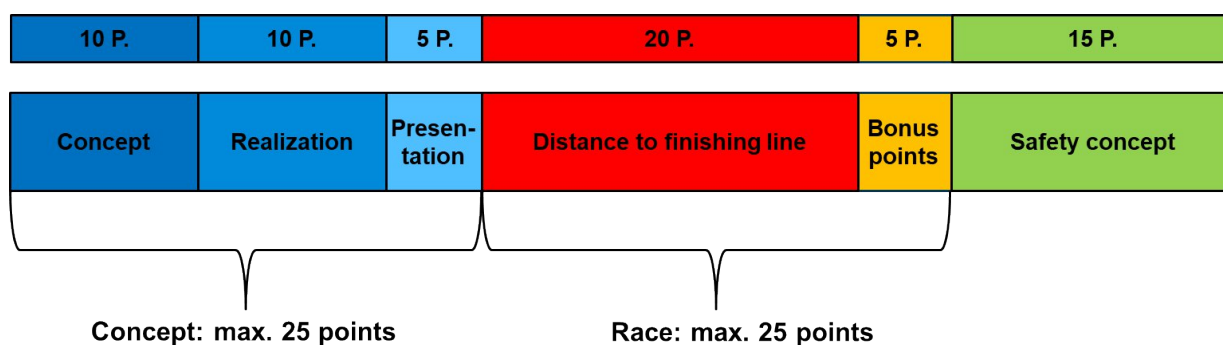 10 P. 10 P. 5 P. 20 P. 5 P. 15 P.
Concept Realization Presen-
tation Distance to finishing line Bonus
points Safety concept
Concept: max. 25 points Race: max. 25 points